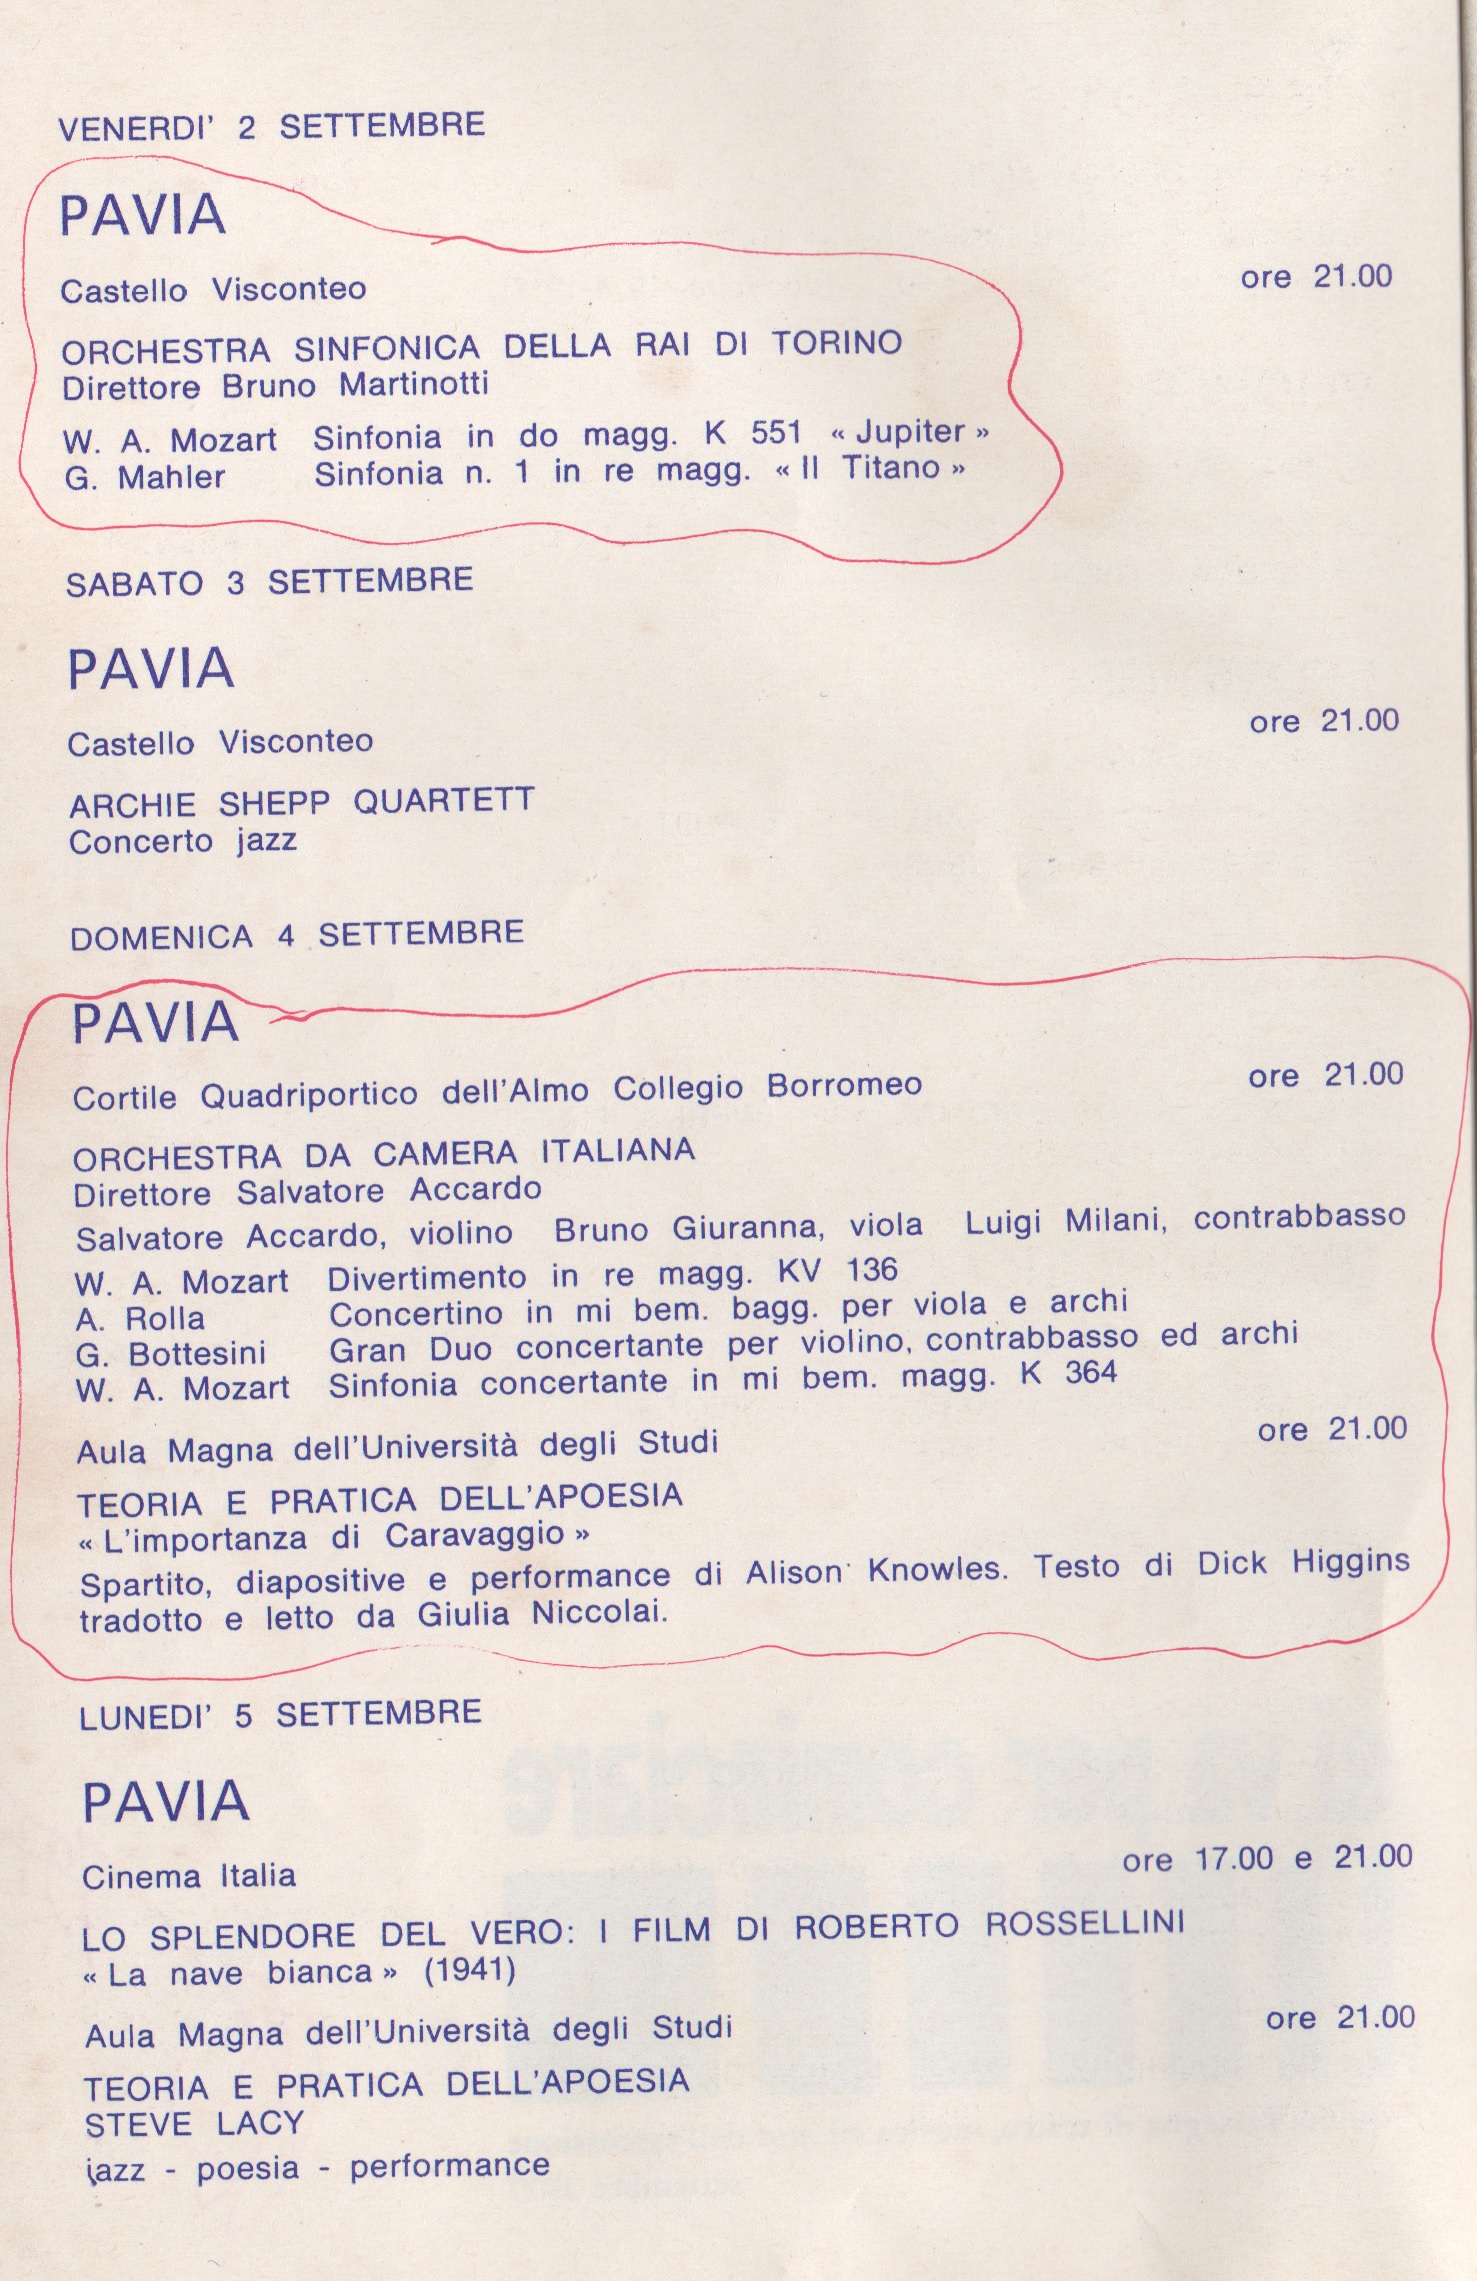 VENERDI' 2 SETTEMBRE
PAVIA
Castello Visconteo ore 21.00
ORCHESTRA SINFONICA DELLA RAI DI TORINO
Direttore Bruno Martinotti
W. A. Mozart Sinfonia in do magg. K 551 « Jupiter »
G. Mahler Sinfonia n. 1 in re magg. « Il Titano »
SABATO 3 SETTEMBRE
PAVIA
Castello Visconteo ore 21.00
ARCHIE SHEPP QUARTETT
Concerto jazz
DOMENICA 4 SETTEMBRE
PAVIA
Cortile Quadriportico dell'Almo Collegio Borromeo ore 21.00
ORCHESTRA DA CAMERA ITALIANA
Direttore Salvatore Accardo
Salvatore Accardo, violino Bruno Giuranna, viola Luigi Milani, contrabbasso
W. A. Mozart Divertimento in re magg. KV 136
A. Rolla Concertino in mi bem. bagg. per viola e archi
G. Bottesini Gran Duo concertante per violino, contrabbasso ed archi
W. A. Mozart Sinfonia concertante in mi bem. magg. K 364
Aula Magna dell'Università degli Studi ore 21.00
TEORIA E PRATICA DELL'APOESIA
« L'importanza di Caravaggio »
Spartito, diapositive e performance di Alison Knowles. Testo di Dick Higgins
tradotto e letto da Giulia Niccolai.
LUNEDI' 5 SETTEMBRE
PAVIA
Cinema Italia ore 17.00 e 21.00
LO SPLENDORE DEL VERO: I FILM DI ROBERTO ROSSELLINI
« La nave bianca » (1941)
Aula Magna dell'Università degli Studi ore 21.00
TEORIA E PRATICA DELL'APOESIA
STEVE LACY
jazz - poesia - performance